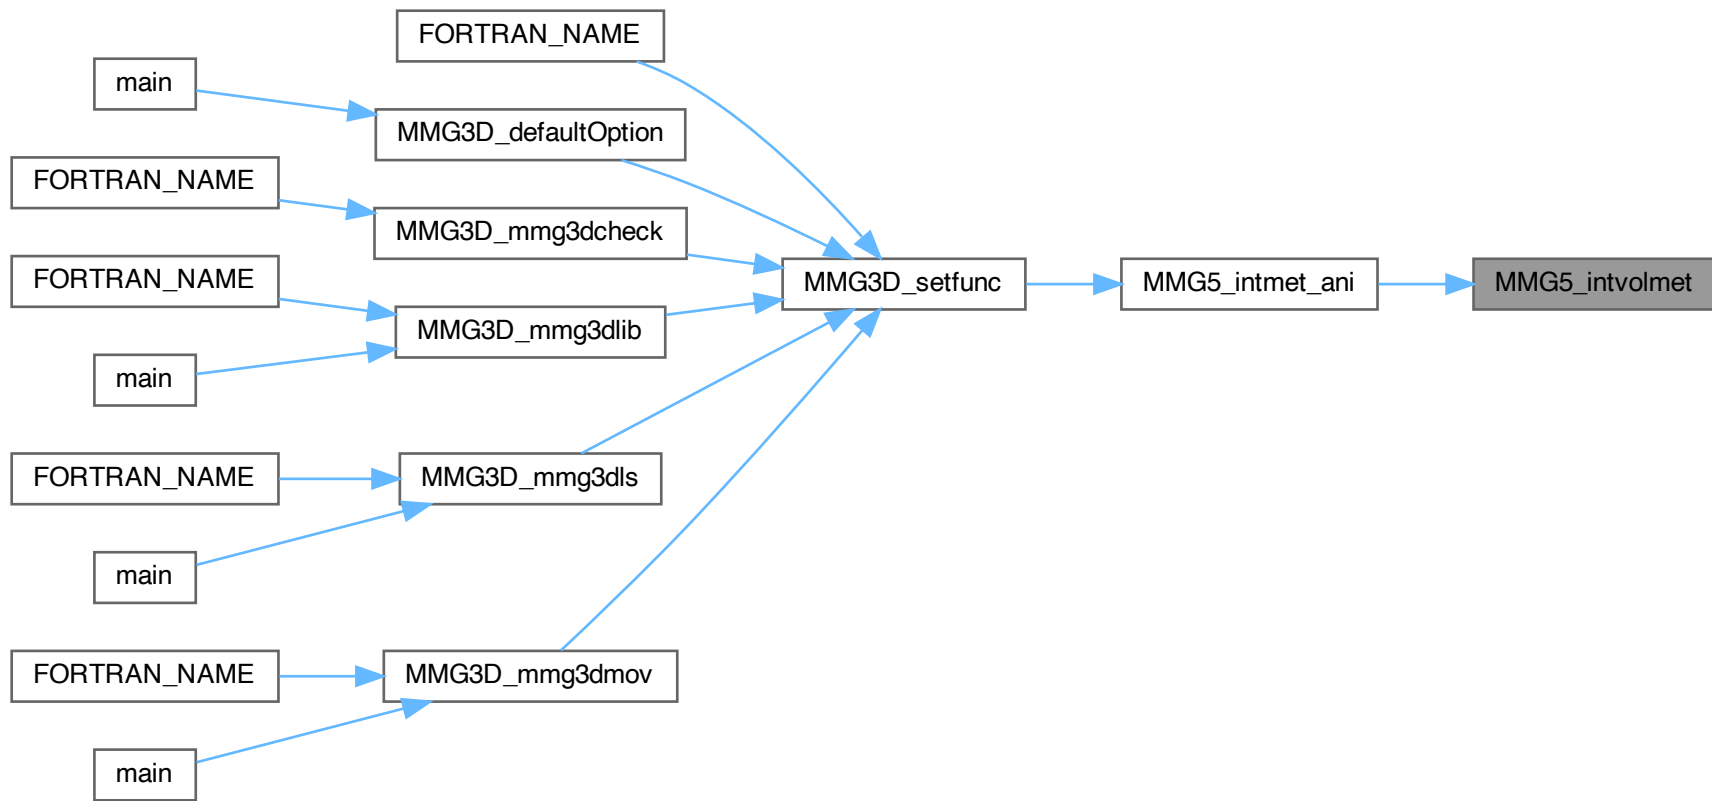 FORTRAN_NAME
main
MMG3D_defaultOption
FORTRAN_NAME
MMG3D_mmg3dcheck
FORTRAN_NAME
MMG3D_setfunc
MMG5_intmet_ani
MMG5_intvolmet
MMG3D_mmg3dlib
main
FORTRAN_NAME
MMG3D_mmg3dls
main
FORTRAN_NAME
MMG3D_mmg3dmov
main